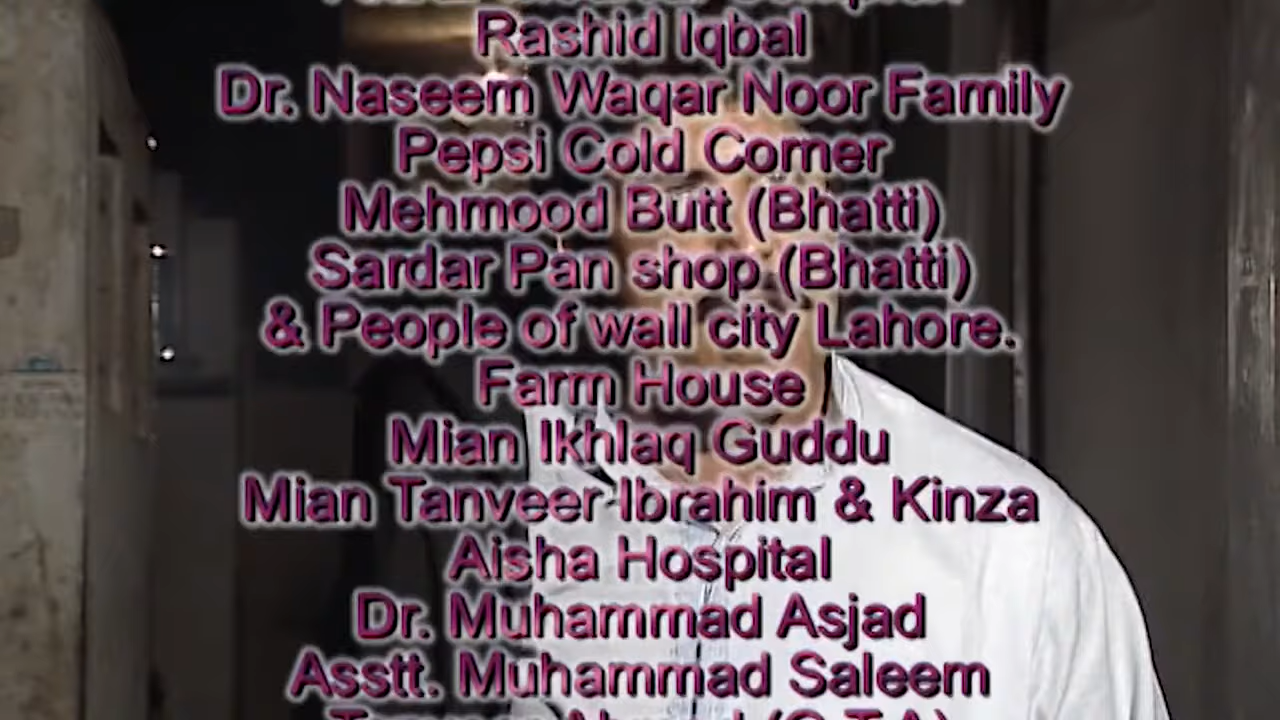 Rashid Iqbal
Dr. Naseem Waqar Noor Family
Pepsi Cold Corner
Mehmood Butt (Bhatti)
Sardar Pan shop (Bhatti)
& People of wall city Lahore.
Farm House
Mian Ikhlaq Guddu
Mian Tanveer Ibrahim & Kinza
Aisha Hospital
Dr. Muhammad Asjad
Asstt. Muhammad Saleem